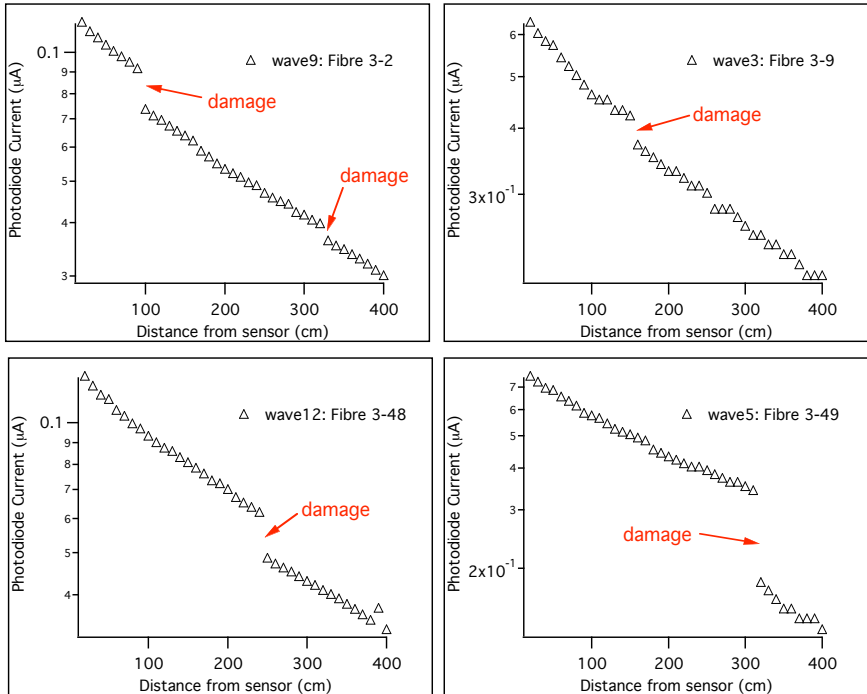 Photodiode Current (μA)
0.1
9
8
7
6
5
4
3
△ wave9: Fibre 3-2
damage
damage
100
200
300
400
Distance from sensor (cm)
Photodiode Current (μA)
6
5
4
3x10⁻¹
△ wave3: Fibre 3-9
damage
100
200
300
400
Distance from sensor (cm)
Photodiode Current (μA)
0.1
9
8
7
6
5
4
△ wave12: Fibre 3-48
damage
100
200
300
400
Distance from sensor (cm)
Photodiode Current (μA)
7
6
5
4
2x10⁻¹
△ wave5: Fibre 3-49
damage
100
200
300
400
Distance from sensor (cm)